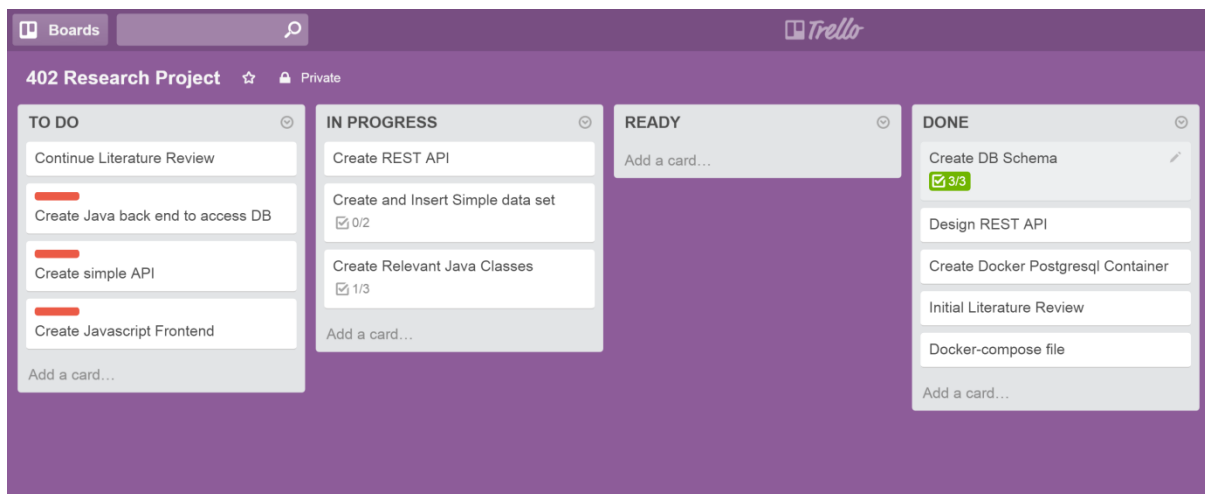 Boards
Trello
402 Research Project Private
TO DO
Continue Literature Review
Create Java back end to access DB
Create simple API
Create Javascript Frontend
Add a card…
IN PROGRESS
Create REST API
Create and Insert Simple data set
0/2
Create Relevant Java Classes
1/3
Add a card…
READY
Add a card…
DONE
Create DB Schema
3/3
Design REST API
Create Docker Postgresql Container
Initial Literature Review
Docker-compose file
Add a card…